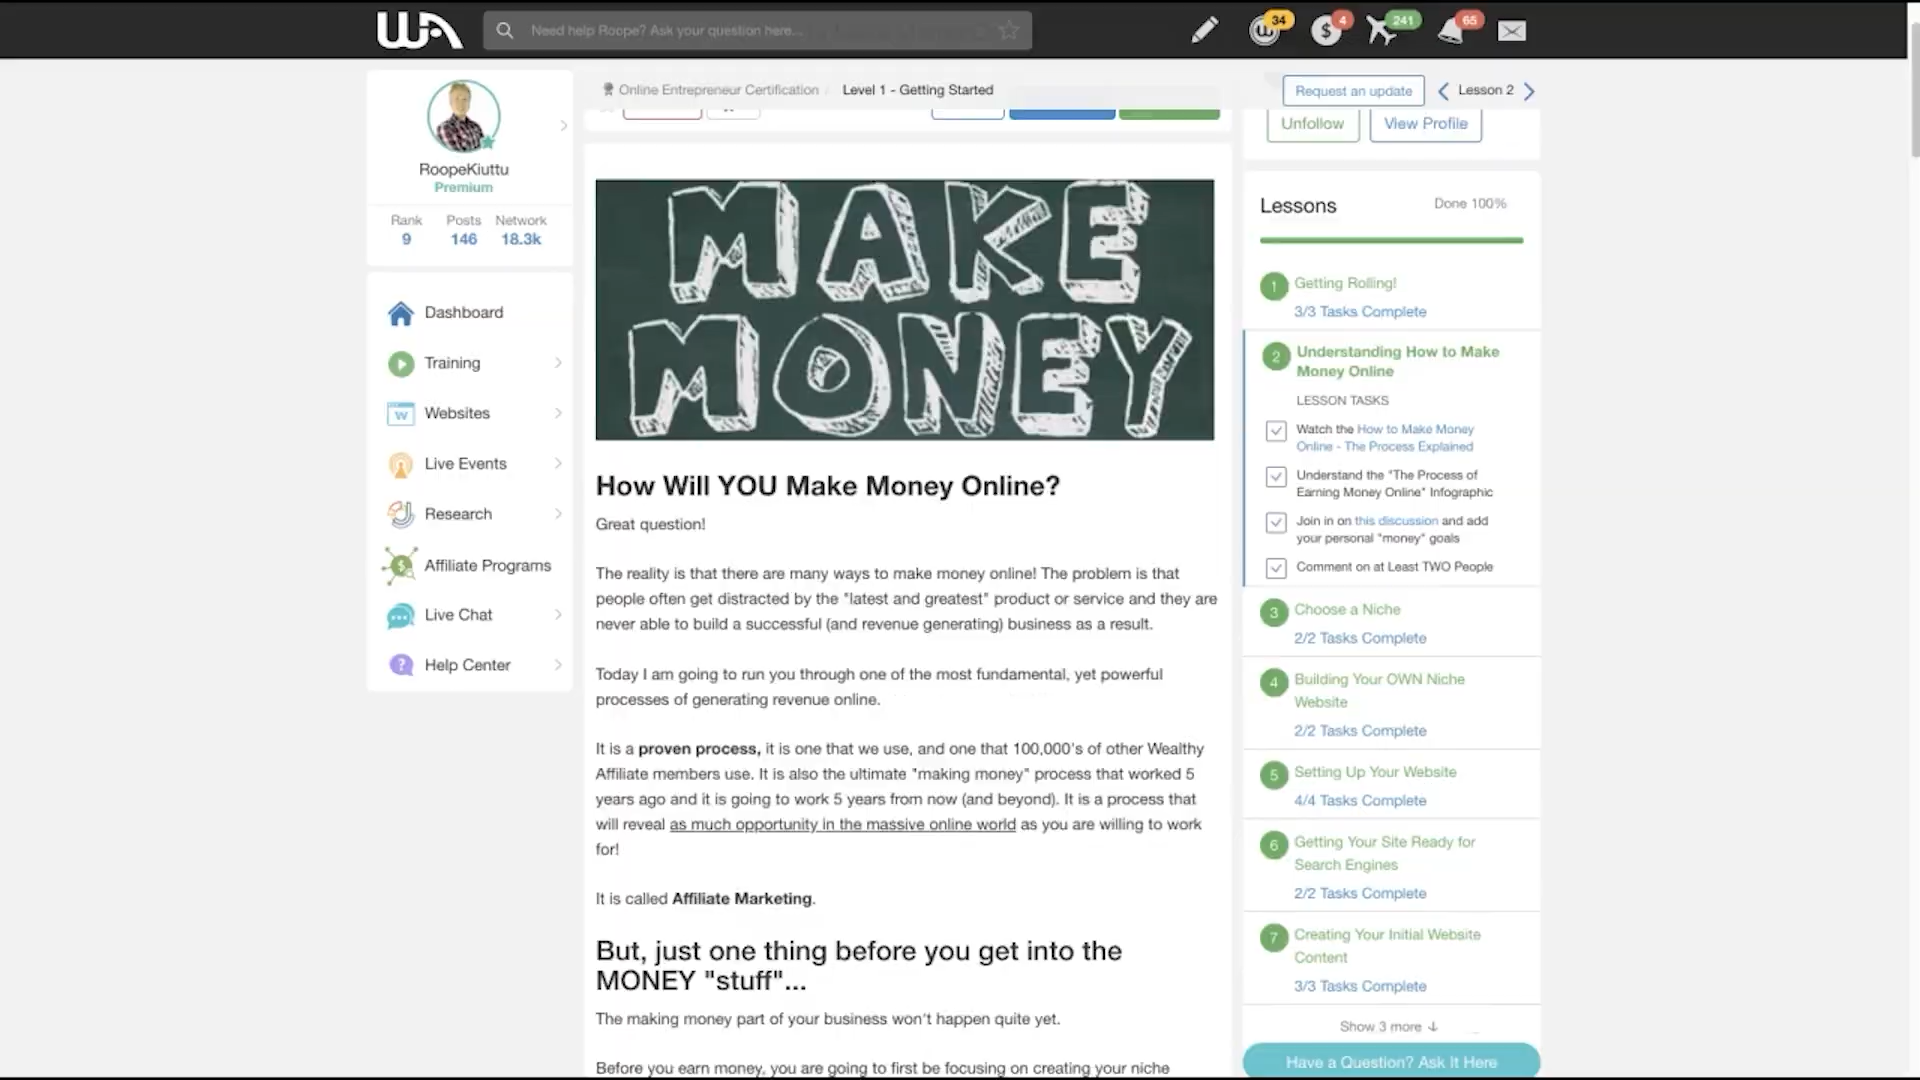 WA
Need help Roope? Ask your question here...
34
4
241
65
RoopeKiuttu
Premium
Rank
Posts
Network
9
146
18.3k
Dashboard
Training
Websites
Live Events
Research
Affiliate Programs
Live Chat
Help Center
Online Entrepreneur Certification
Level 1 - Getting Started
Request an update
Lesson 2
MAKE
MONEY
How Will YOU Make Money Online?
Great question!
The reality is that there are many ways to make money online! The problem is that
people often get distracted by the "latest and greatest" product or service and they are
never able to build a successful (and revenue generating) business as a result.
Today I am going to run you through one of the most fundamental, yet powerful
processes of generating revenue online.
It is a proven process, it is one that we use, and one that 100,000's of other Wealthy
Affiliate members use. It is also the ultimate "making money" process that worked 5
years ago and it is going to work 5 years from now (and beyond). It is a process that
will reveal as much opportunity in the massive online world as you are willing to work
for!
It is called Affiliate Marketing.
But, just one thing before you get into the
MONEY "stuff"...
The making money part of your business won't happen quite yet.
Before you earn money, you are going to first be focusing on creating your niche
Unfollow
View Profile
Lessons
Done 100%
1
Getting Rolling!
3/3 Tasks Complete
2
Understanding How to Make
Money Online
LESSON TASKS
Watch the How to Make Money
Online - The Process Explained
Understand the "The Process of
Earning Money Online" Infographic
Join in on this discussion and add
your personal "money" goals
Comment on at Least TWO People
3
Choose a Niche
2/2 Tasks Complete
4
Building Your OWN Niche
Website
2/2 Tasks Complete
5
Setting Up Your Website
4/4 Tasks Complete
6
Getting Your Site Ready for
Search Engines
2/2 Tasks Complete
7
Creating Your Initial Website
Content
3/3 Tasks Complete
Show 3 more
Have a Question? Ask It Here